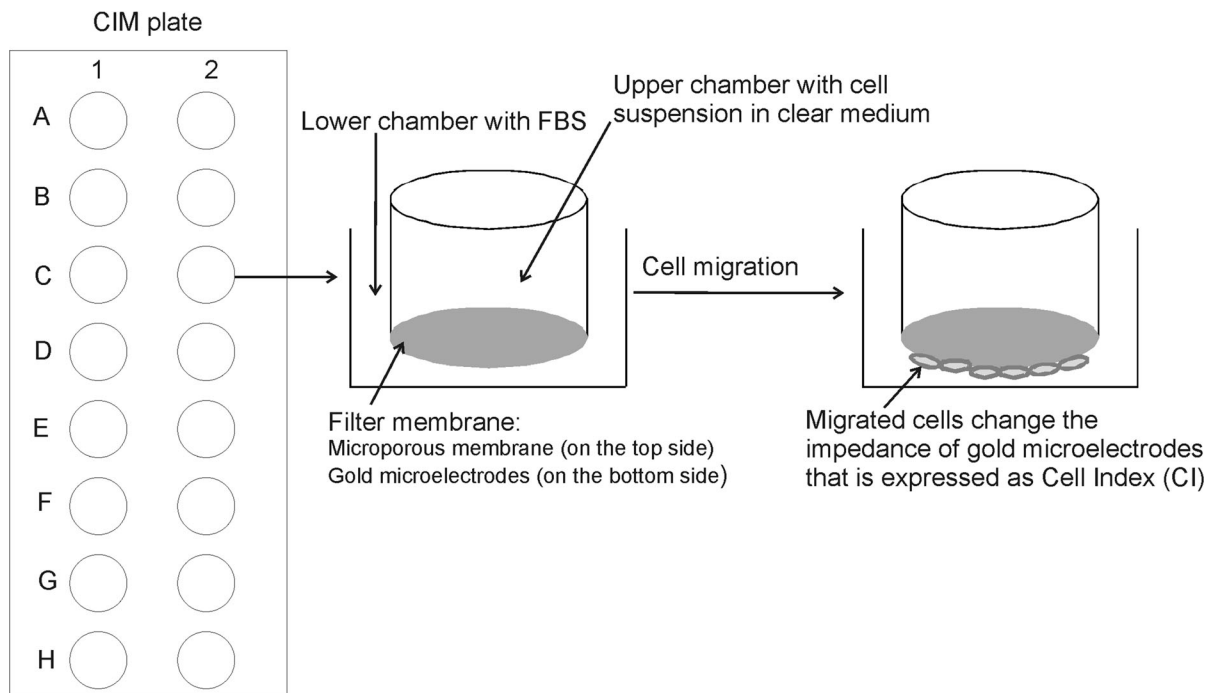 CIM plate
1 2
A
B
C
D
E
F
G
H
Lower chamber with FBS
Upper chamber with cell
suspension in clear medium
Filter membrane:
Microporous membrane (on the top side)
Gold microelectrodes (on the bottom side)
Cell migration
Migrated cells change the
impedance of gold microelectrodes
that is expressed as Cell Index (CI)